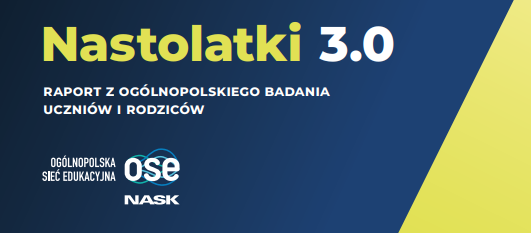 Nastolatki 3.0
RAPORT Z OGÓLNOPOLSKIEGO BADANIA
UCZNIÓW I RODZICÓW
OGÓLNOPOLSKA
SIEĆ EDUKACYJNA
ose
NASK